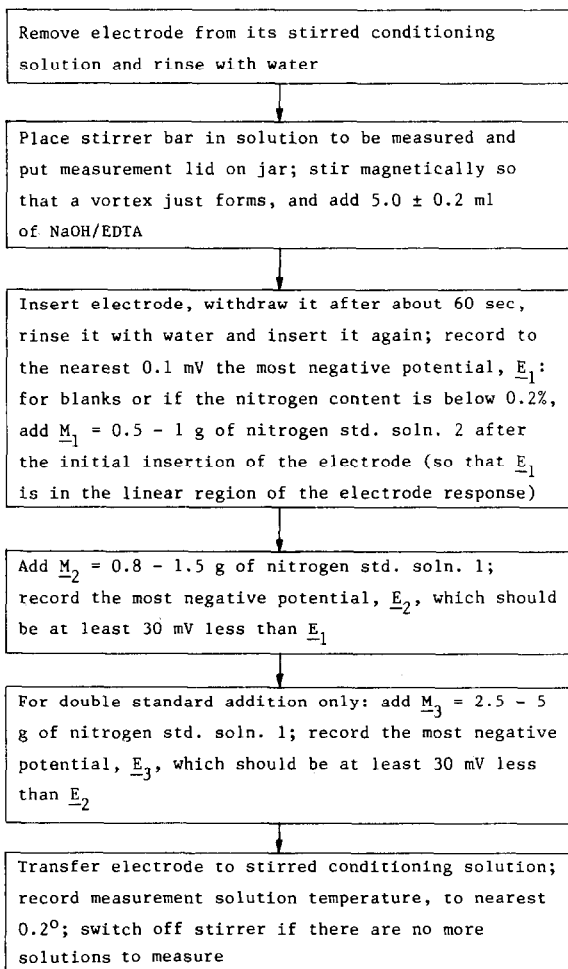 Remove electrode from its stirred conditioning
solution and rinse with water
Place stirrer bar in solution to be measured and
put measurement lid on jar; stir magnetically so
that a vortex just forms, and add 5.0 ± 0.2 ml
of NaOH/EDTA
Insert electrode, withdraw it after about 60 sec,
rinse it with water and insert it again; record to
the nearest 0.1 mV the most negative potential, E1:
for blanks or if the nitrogen content is below 0.2%,
add M1 = 0.5 - 1 g of nitrogen std. soln. 2 after
the initial insertion of the electrode (so that E1
is in the linear region of the electrode response)
Add M2 = 0.8 - 1.5 g of nitrogen std. soln. 1;
record the most negative potential, E2, which should
be at least 30 mV less than E1
For double standard addition only: add M3 = 2.5 - 5
g of nitrogen std. soln. 1; record the most negative
potential, E3, which should be at least 30 mV less
than E2
Transfer electrode to stirred conditioning solution;
record measurement solution temperature, to nearest
0.2°; switch off stirrer if there are no more
solutions to measure